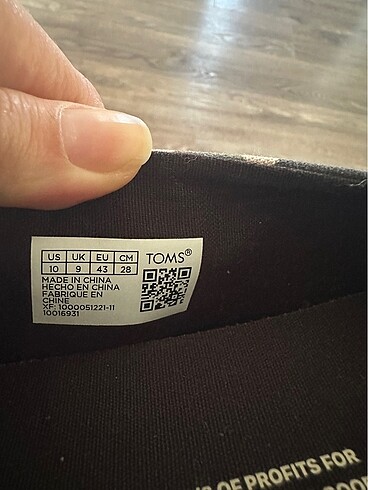 US UK EU CM TOMS®
10 9 43 28
MADE IN CHINA
HECHO EN CHINA
FABRIQUE EN
CHINE
XF: 1000051221-11
10016931
OF PROFITS FOR